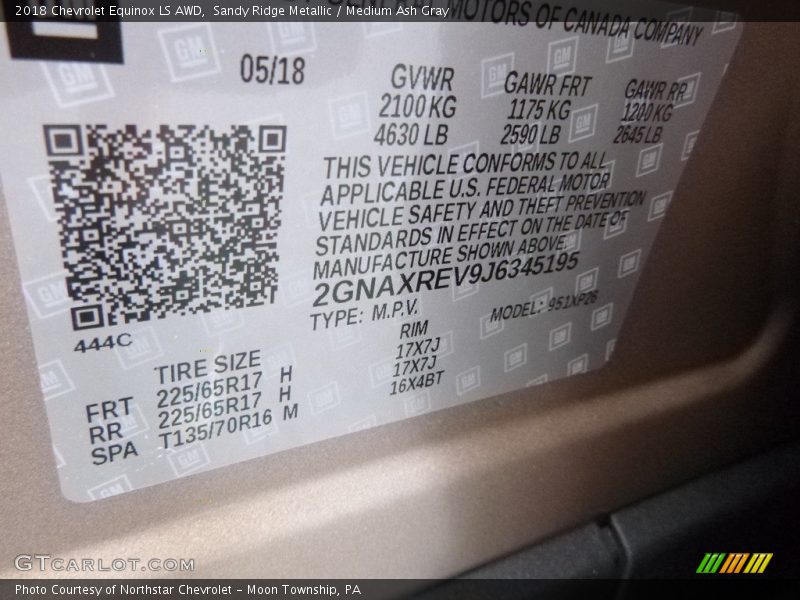 2018 Chevrolet Equinox LS AWD, Sandy Ridge Metallic / Medium Ash Gray
MOTORS OF CANADA COMPANY
05/18
GVWR GAWR FRT GAWR RR
2100 KG 1175 KG 1200 KG
4630 LB 2590 LB 2645 LB
THIS VEHICLE CONFORMS TO ALL
APPLICABLE U.S. FEDERAL MOTOR
VEHICLE SAFETY AND THEFT PREVENTION
STANDARDS IN EFFECT ON THE DATE OF
MANUFACTURE SHOWN ABOVE.
2GNAXREV9J6345195
TYPE: M.P.V. MODEL: 951XP26
444C
TIRE SIZE RIM
FRT 225/65R17 H 17X7J
RR 225/65R17 H 17X7J
SPA T135/70R16 M 16X4BT
GTCARLOT.COM
Photo Courtesy of Northstar Chevrolet - Moon Township, PA